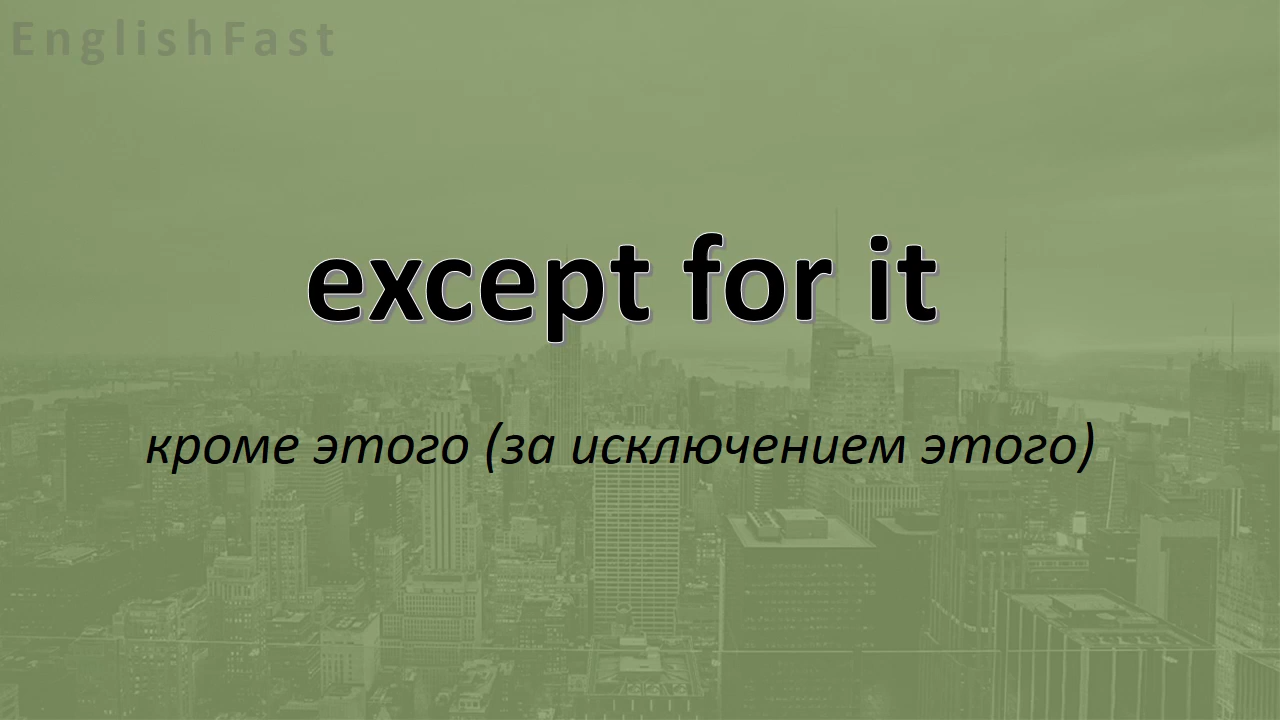 EnglishFast
except for it
кроме этого (за исключением этого)